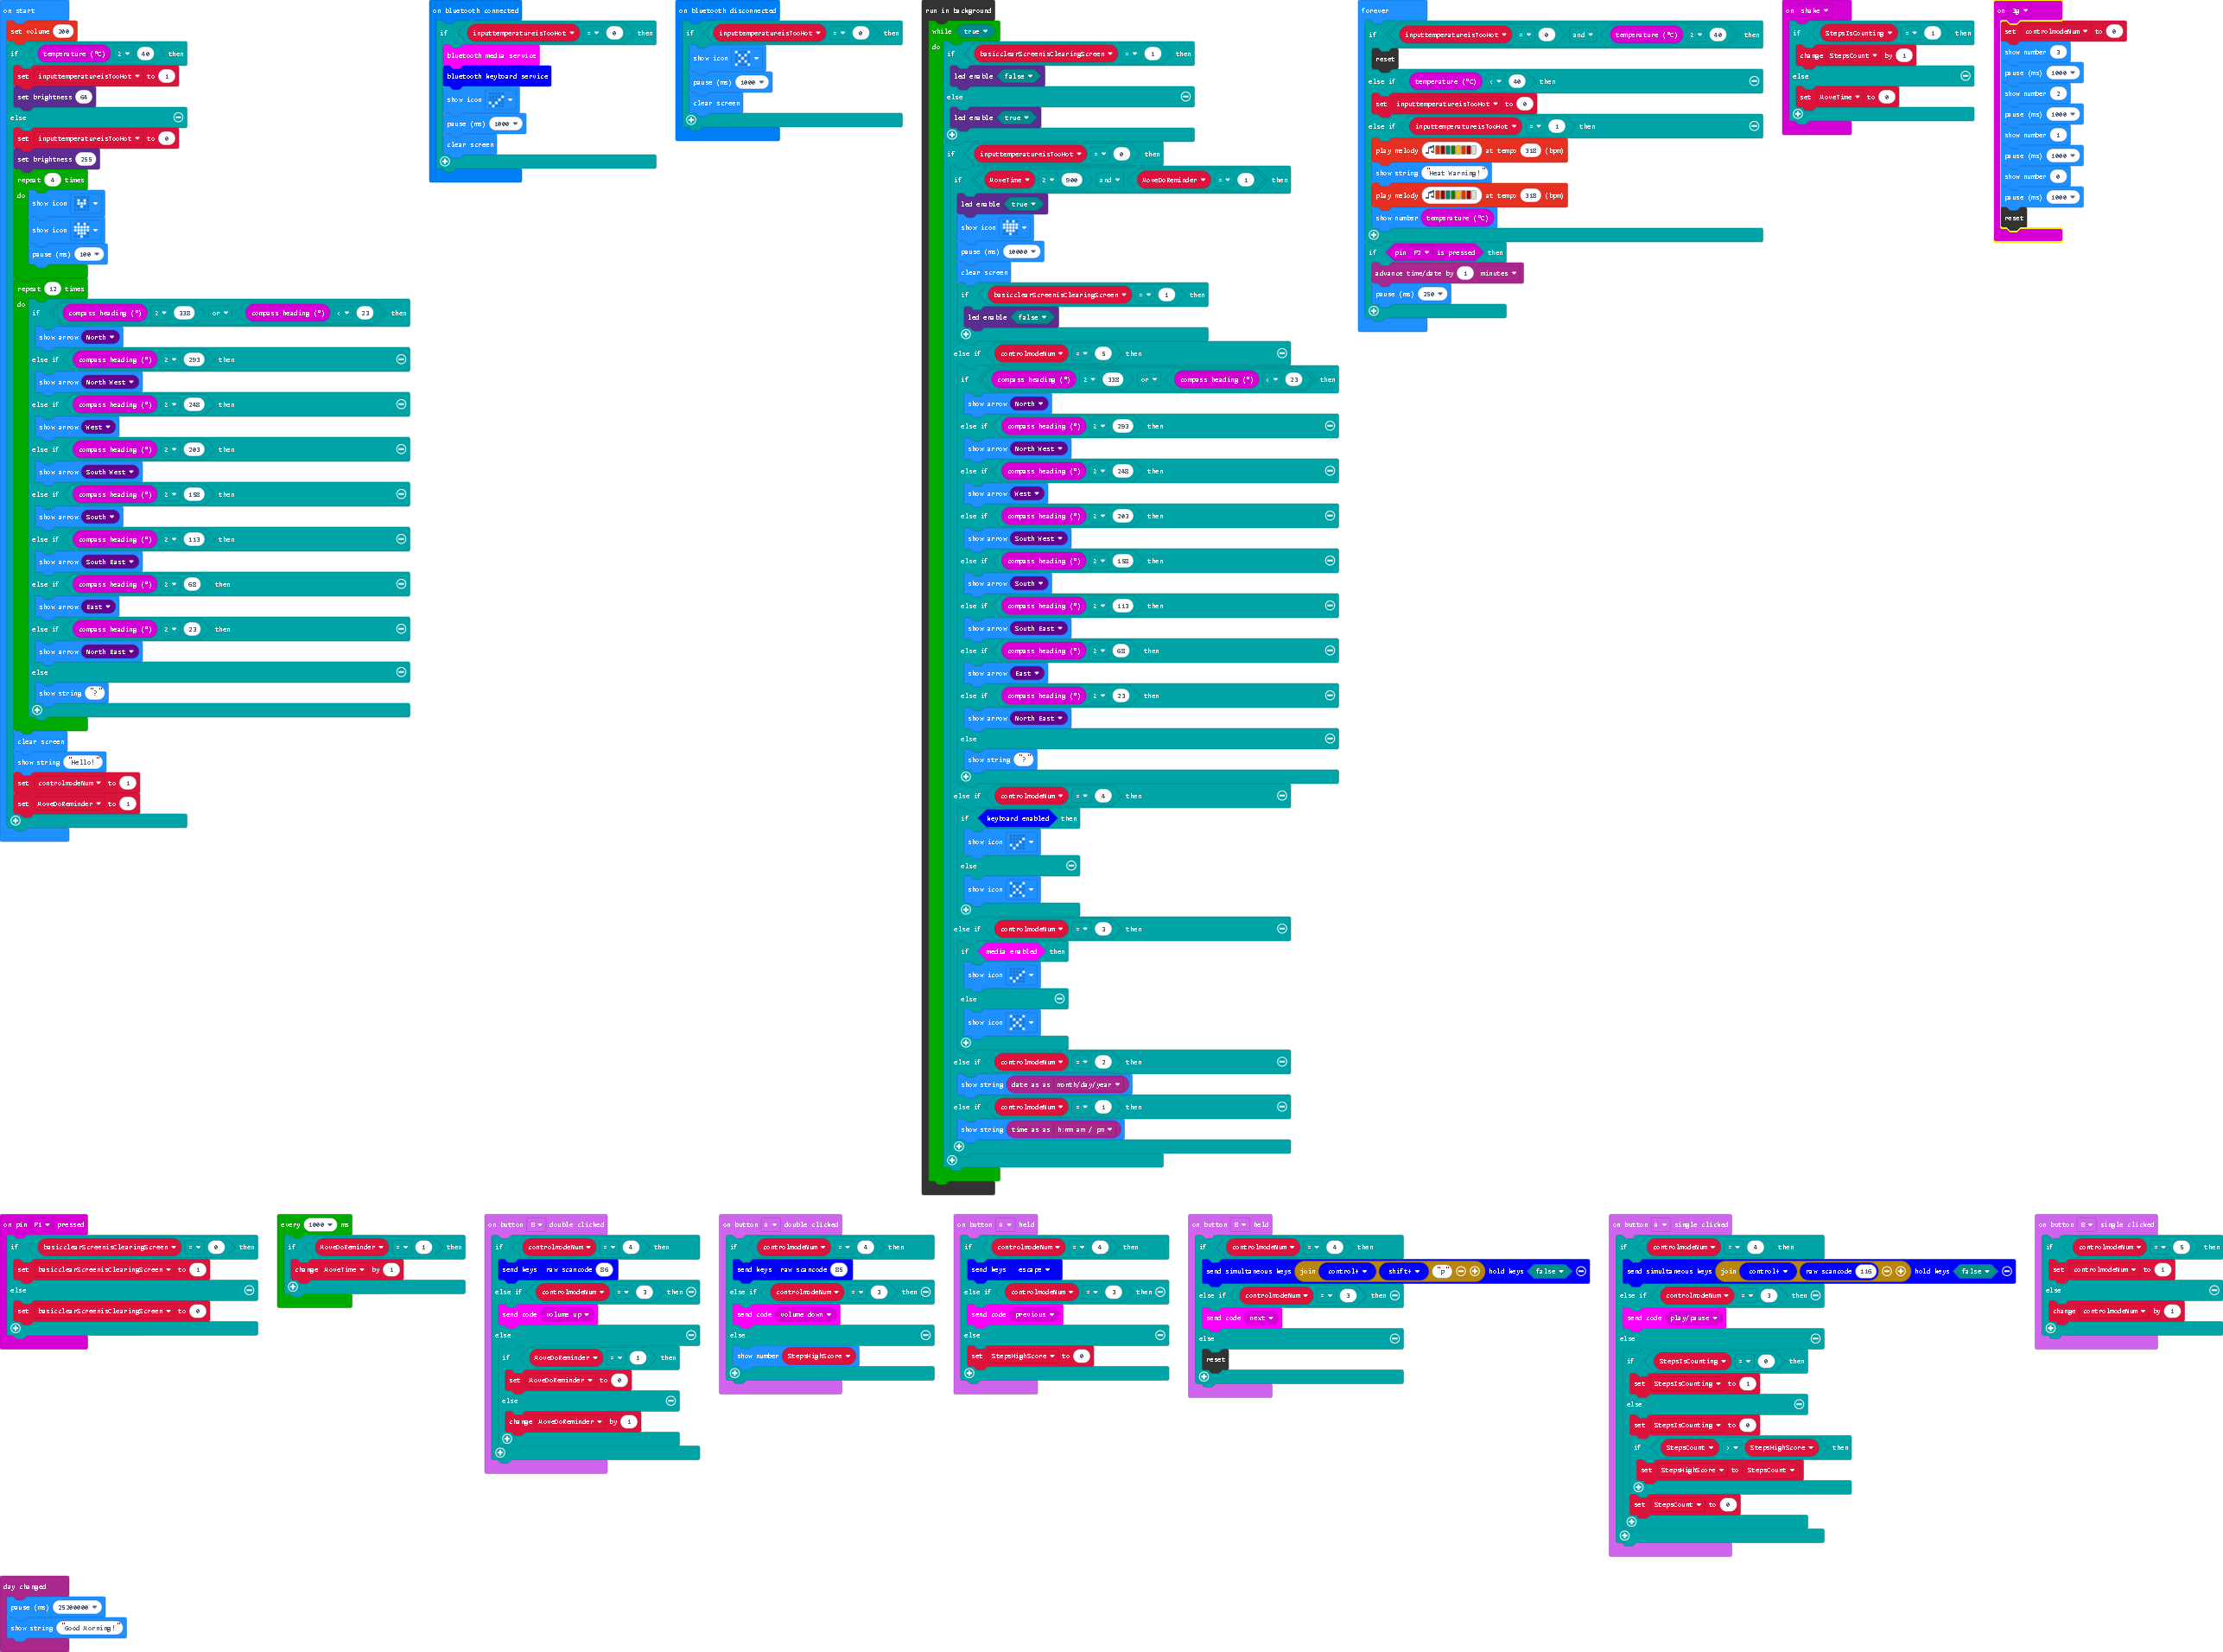 on start
set volume 200
if temperature (°C) ≥ 40 then
set inputtemperatureisTooHot to 1
set brightness 64
else
set inputtemperatureisTooHot to 0
set brightness 255
repeat 4 times
do show icon
show icon
pause (ms) 100
repeat 12 times
do if compass heading (°) ≥ 338 or compass heading (°) < 23 then
show arrow North
else if compass heading (°) ≥ 293 then
show arrow North West
else if compass heading (°) ≥ 248 then
show arrow West
else if compass heading (°) ≥ 203 then
show arrow South West
else if compass heading (°) ≥ 158 then
show arrow South
else if compass heading (°) ≥ 113 then
show arrow South East
else if compass heading (°) ≥ 68 then
show arrow East
else if compass heading (°) ≥ 23 then
show arrow North East
else
show string "?"
clear screen
show string "Hello!"
set controlmodeNum to 1
set MoveDoReminder to 1
on bluetooth connected
if inputtemperatureisTooHot = 0 then
bluetooth media service
bluetooth keyboard service
show icon
pause (ms) 1000
clear screen
on bluetooth disconnected
if inputtemperatureisTooHot = 0 then
show icon
pause (ms) 1000
clear screen
run in background
while true
do if basicclearScreenisClearingScreen = 1 then
led enable false
else
led enable true
if inputtemperatureisTooHot = 0 then
if MoveTime ≥ 900 and MoveDoReminder = 1 then
led enable true
show icon
pause (ms) 10000
clear screen
if basicclearScreenisClearingScreen = 1 then
led enable false
else if controlmodeNum = 5 then
if compass heading (°) ≥ 338 or compass heading (°) < 23 then
show arrow North
else if compass heading (°) ≥ 293 then
show arrow North West
else if compass heading (°) ≥ 248 then
show arrow West
else if compass heading (°) ≥ 203 then
show arrow South West
else if compass heading (°) ≥ 158 then
show arrow South
else if compass heading (°) ≥ 113 then
show arrow South East
else if compass heading (°) ≥ 68 then
show arrow East
else if compass heading (°) ≥ 23 then
show arrow North East
else
show string "?"
else if controlmodeNum = 4 then
if keyboard enabled then
show icon
else
show icon
else if controlmodeNum = 3 then
if media enabled then
show icon
else
show icon
else if controlmodeNum = 2 then
show string date as as month/day/year
else if controlmodeNum = 1 then
show string time as as h:mm am / pm
forever
if inputtemperatureisTooHot = 0 and temperature (°C) ≥ 40 then
reset
else if temperature (°C) < 40 then
set inputtemperatureisTooHot to 0
else if inputtemperatureisTooHot = 1 then
play melody at tempo 318 (bpm)
show string "Heat Warning!"
play melody at tempo 318 (bpm)
show number temperature (°C)
if pin P2 is pressed then
advance time/date by 1 minutes
pause (ms) 250
on shake
if StepsIsCounting = 1 then
change StepsCount by 1
else
set MoveTime to 0
on 3g
set controlmodeNum to 0
show number 3
pause (ms) 1000
show number 2
pause (ms) 1000
show number 1
pause (ms) 1000
show number 0
pause (ms) 1000
reset
on pin P1 pressed
if basicclearScreenisClearingScreen = 0 then
set basicclearScreenisClearingScreen to 1
else
set basicclearScreenisClearingScreen to 0
every 1000 ms
if MoveDoReminder = 1 then
change MoveTime by 1
on button B double clicked
if controlmodeNum = 4 then
send keys raw scancode 86
else if controlmodeNum = 3 then
send code volume up
else
if MoveDoReminder = 1 then
set MoveDoReminder to 0
else
change MoveDoReminder by 1
on button A double clicked
if controlmodeNum = 4 then
send keys raw scancode 85
else if controlmodeNum = 3 then
send code volume down
else
show number StepsHighScore
on button A held
if controlmodeNum = 4 then
send keys escape
else if controlmodeNum = 3 then
send code previous
else
set StepsHighScore to 0
on button B held
if controlmodeNum = 4 then
send simultaneous keys join control+ shift+ "p" hold keys false
else if controlmodeNum = 3 then
send code next
else
reset
on button A single clicked
if controlmodeNum = 4 then
send simultaneous keys join control+ raw scancode 116 hold keys false
else if controlmodeNum = 3 then
send code play/pause
else
if StepsIsCounting = 0 then
set StepsIsCounting to 1
else
set StepsIsCounting to 0
if StepsCount > StepsHighScore then
set StepsHighScore to StepsCount
set StepsCount to 0
on button B single clicked
if controlmodeNum = 5 then
set controlmodeNum to 1
else
change controlmodeNum by 1
day changed
pause (ms) 25200000
show string "Good Morning!"